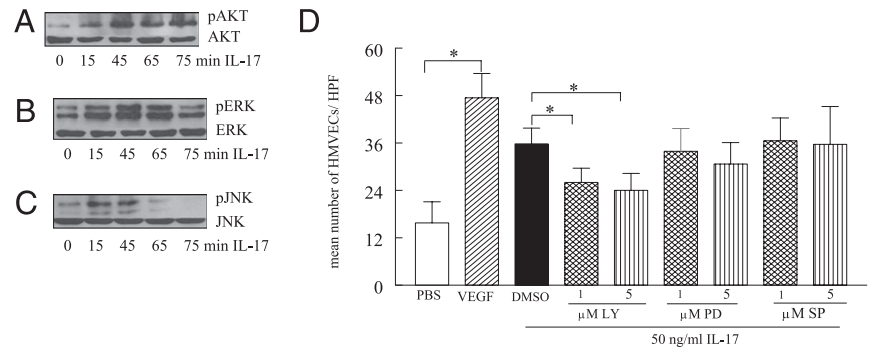 A
pAKT
AKT
0 15 45 65 75 min IL-17
B
pERK
ERK
0 15 45 65 75 min IL-17
C
pJNK
JNK
0 15 45 65 75 min IL-17
D
mean number of HMVECs/ HPF
60
48
36
24
12
0
*
*
*
PBS VEGF DMSO 1 5 1 5 1 5
µM LY µM PD µM SP
50 ng/ml IL-17